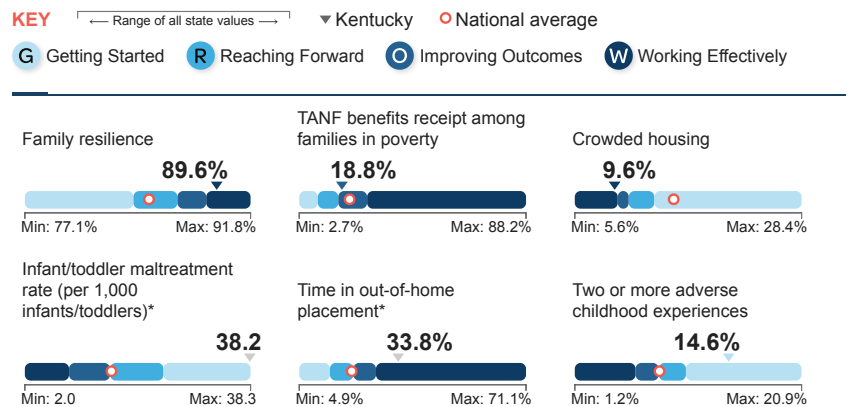 KEY Range of all state values Kentucky National average
G Getting Started R Reaching Forward O Improving Outcomes W Working Effectively
Family resilience
89.6%
Min: 77.1% Max: 91.8%
TANF benefits receipt among
families in poverty
18.8%
Min: 2.7% Max: 88.2%
Crowded housing
9.6%
Min: 5.6% Max: 28.4%
Infant/toddler maltreatment
rate (per 1,000
infants/toddlers)*
38.2
Min: 2.0 Max: 38.3
Time in out-of-home
placement*
33.8%
Min: 4.9% Max: 71.1%
Two or more adverse
childhood experiences
14.6%
Min: 1.2% Max: 20.9%